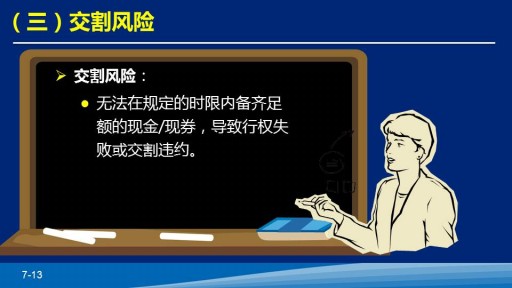 （三）交割风险
交割风险：
无法在规定的时限内备齐足
额的现金/现券，导致行权失
败或交割违约。
7-13